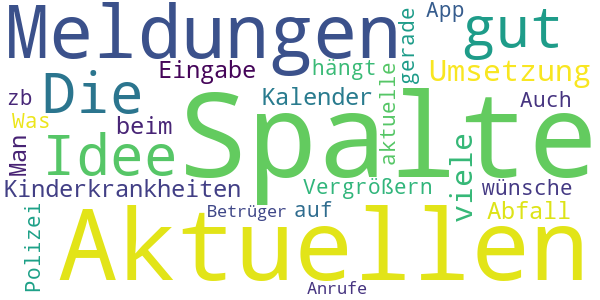 Meldungen
gut
App
gerade
Eingabe
hängt
Umsetzung
Die
zb
Kalender
aktuelle
Auch
Was
beim
Man
Idee
Spalte
viele
Kinderkrankheiten
Vergrößern
wünsche
Polizei
Betrüger
auf
Abfall
Aktuellen
Anrufe